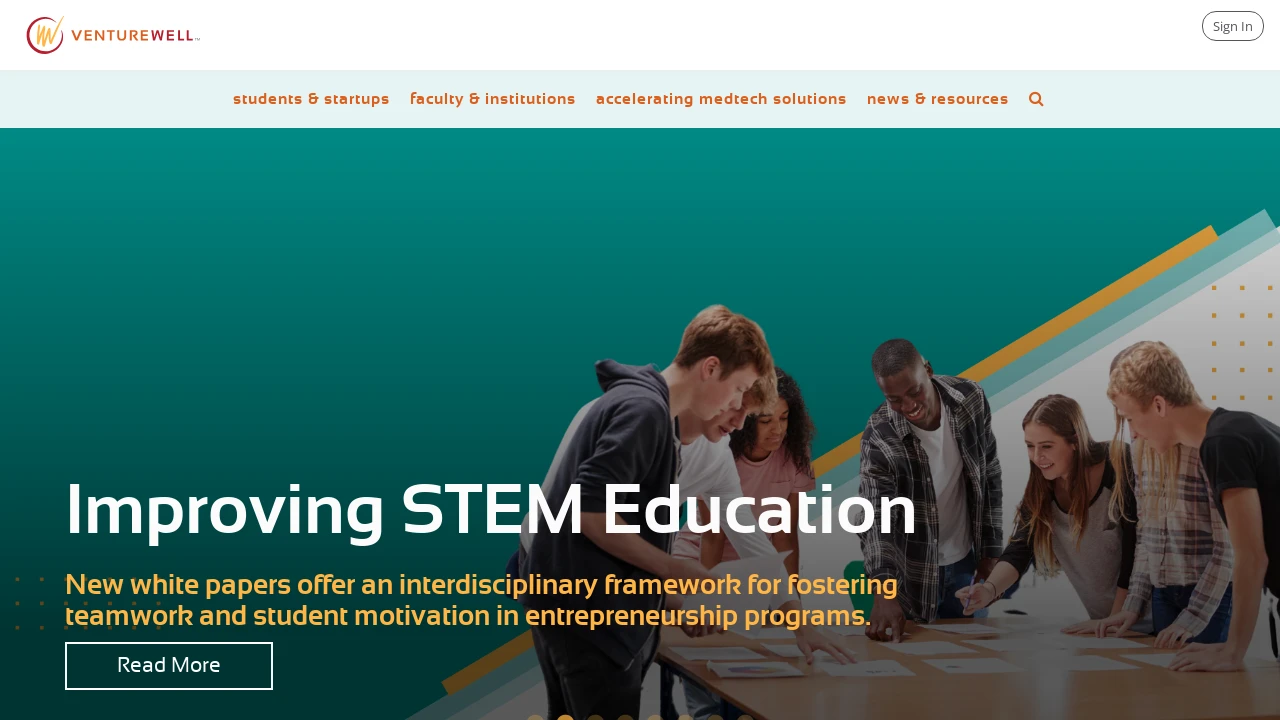 VENTUREWELL
Sign In
students & startups
faculty & institutions
accelerating medtech solutions
news & resources
Improving STEM Education
New white papers offer an interdisciplinary framework for fostering
teamwork and student motivation in entrepreneurship programs.
Read More